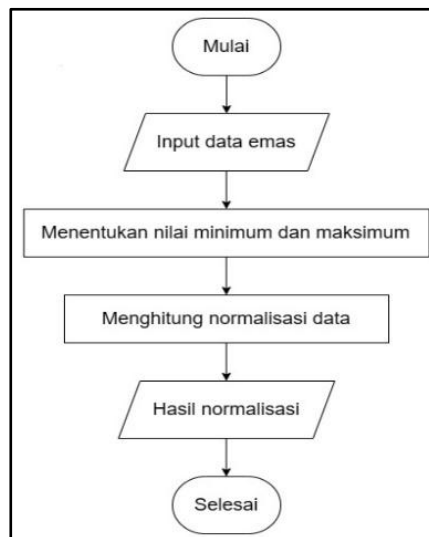 Mulai
Input data emas
Menentukan nilai minimum dan maksimum
Menghitung normalisasi data
Hasil normalisasi
Selesai